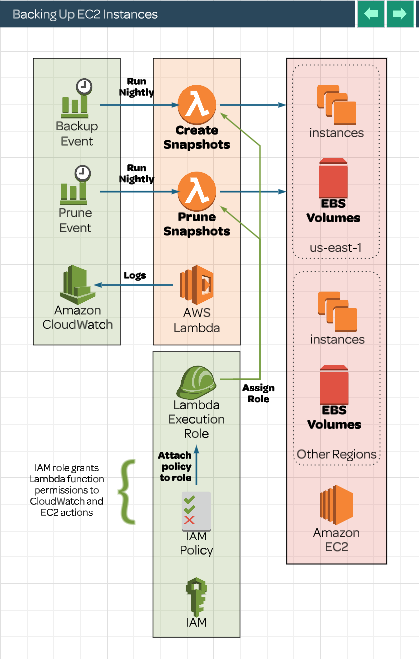 Backing Up EC2 Instances
Run
Nightly
Backup
Event
Create
Snapshots
instances
Run
Nightly
Prune
Event
Prune
Snapshots
EBS
Volumes
us-east-1
Logs
Amazon
CloudWatch
AWS
Lambda
instances
Lambda
Execution
Role
Assign
Role
EBS
Volumes
Other Regions
Attach
policy
to role
IAM role grants
Lambda function
permissions to
CloudWatch and
EC2 actions
IAM
Policy
Amazon
EC2
IAM